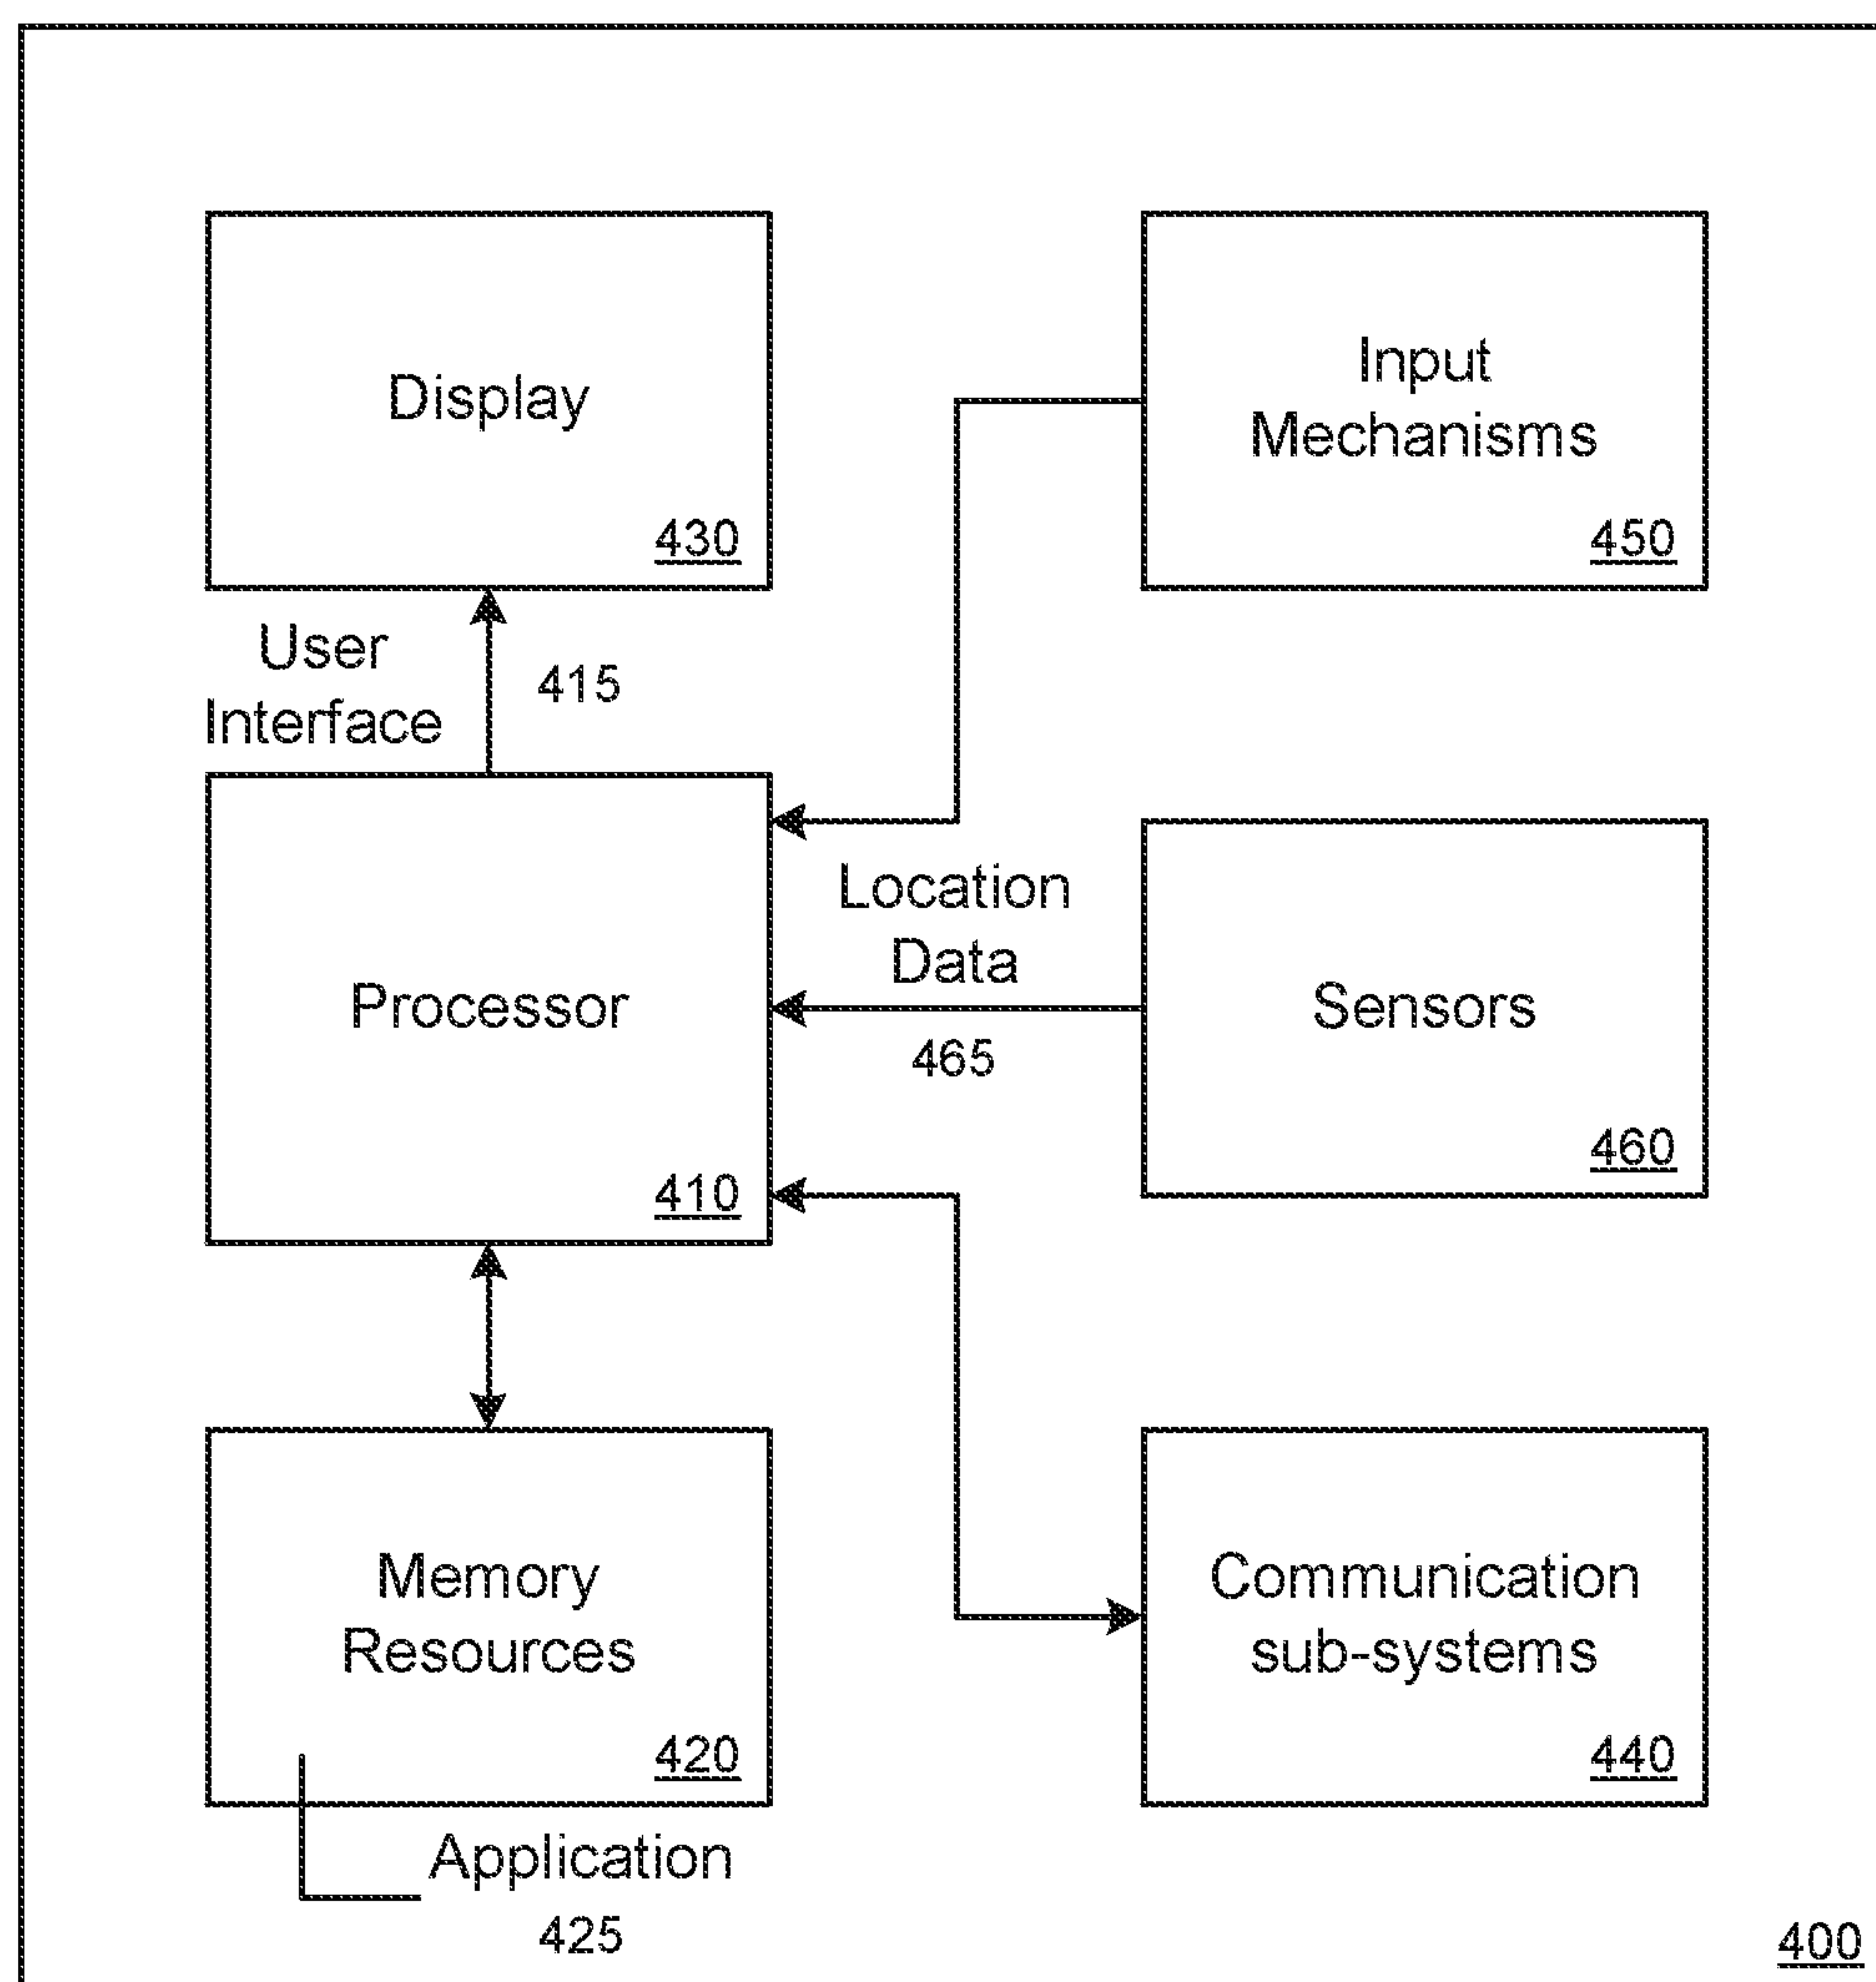 Display
430
Input
Mechanisms
450
User
Interface
415
Processor
410
Location
Data
465
Sensors
460
Memory
Resources
420
Communication
sub-systems
440
Application
425
400